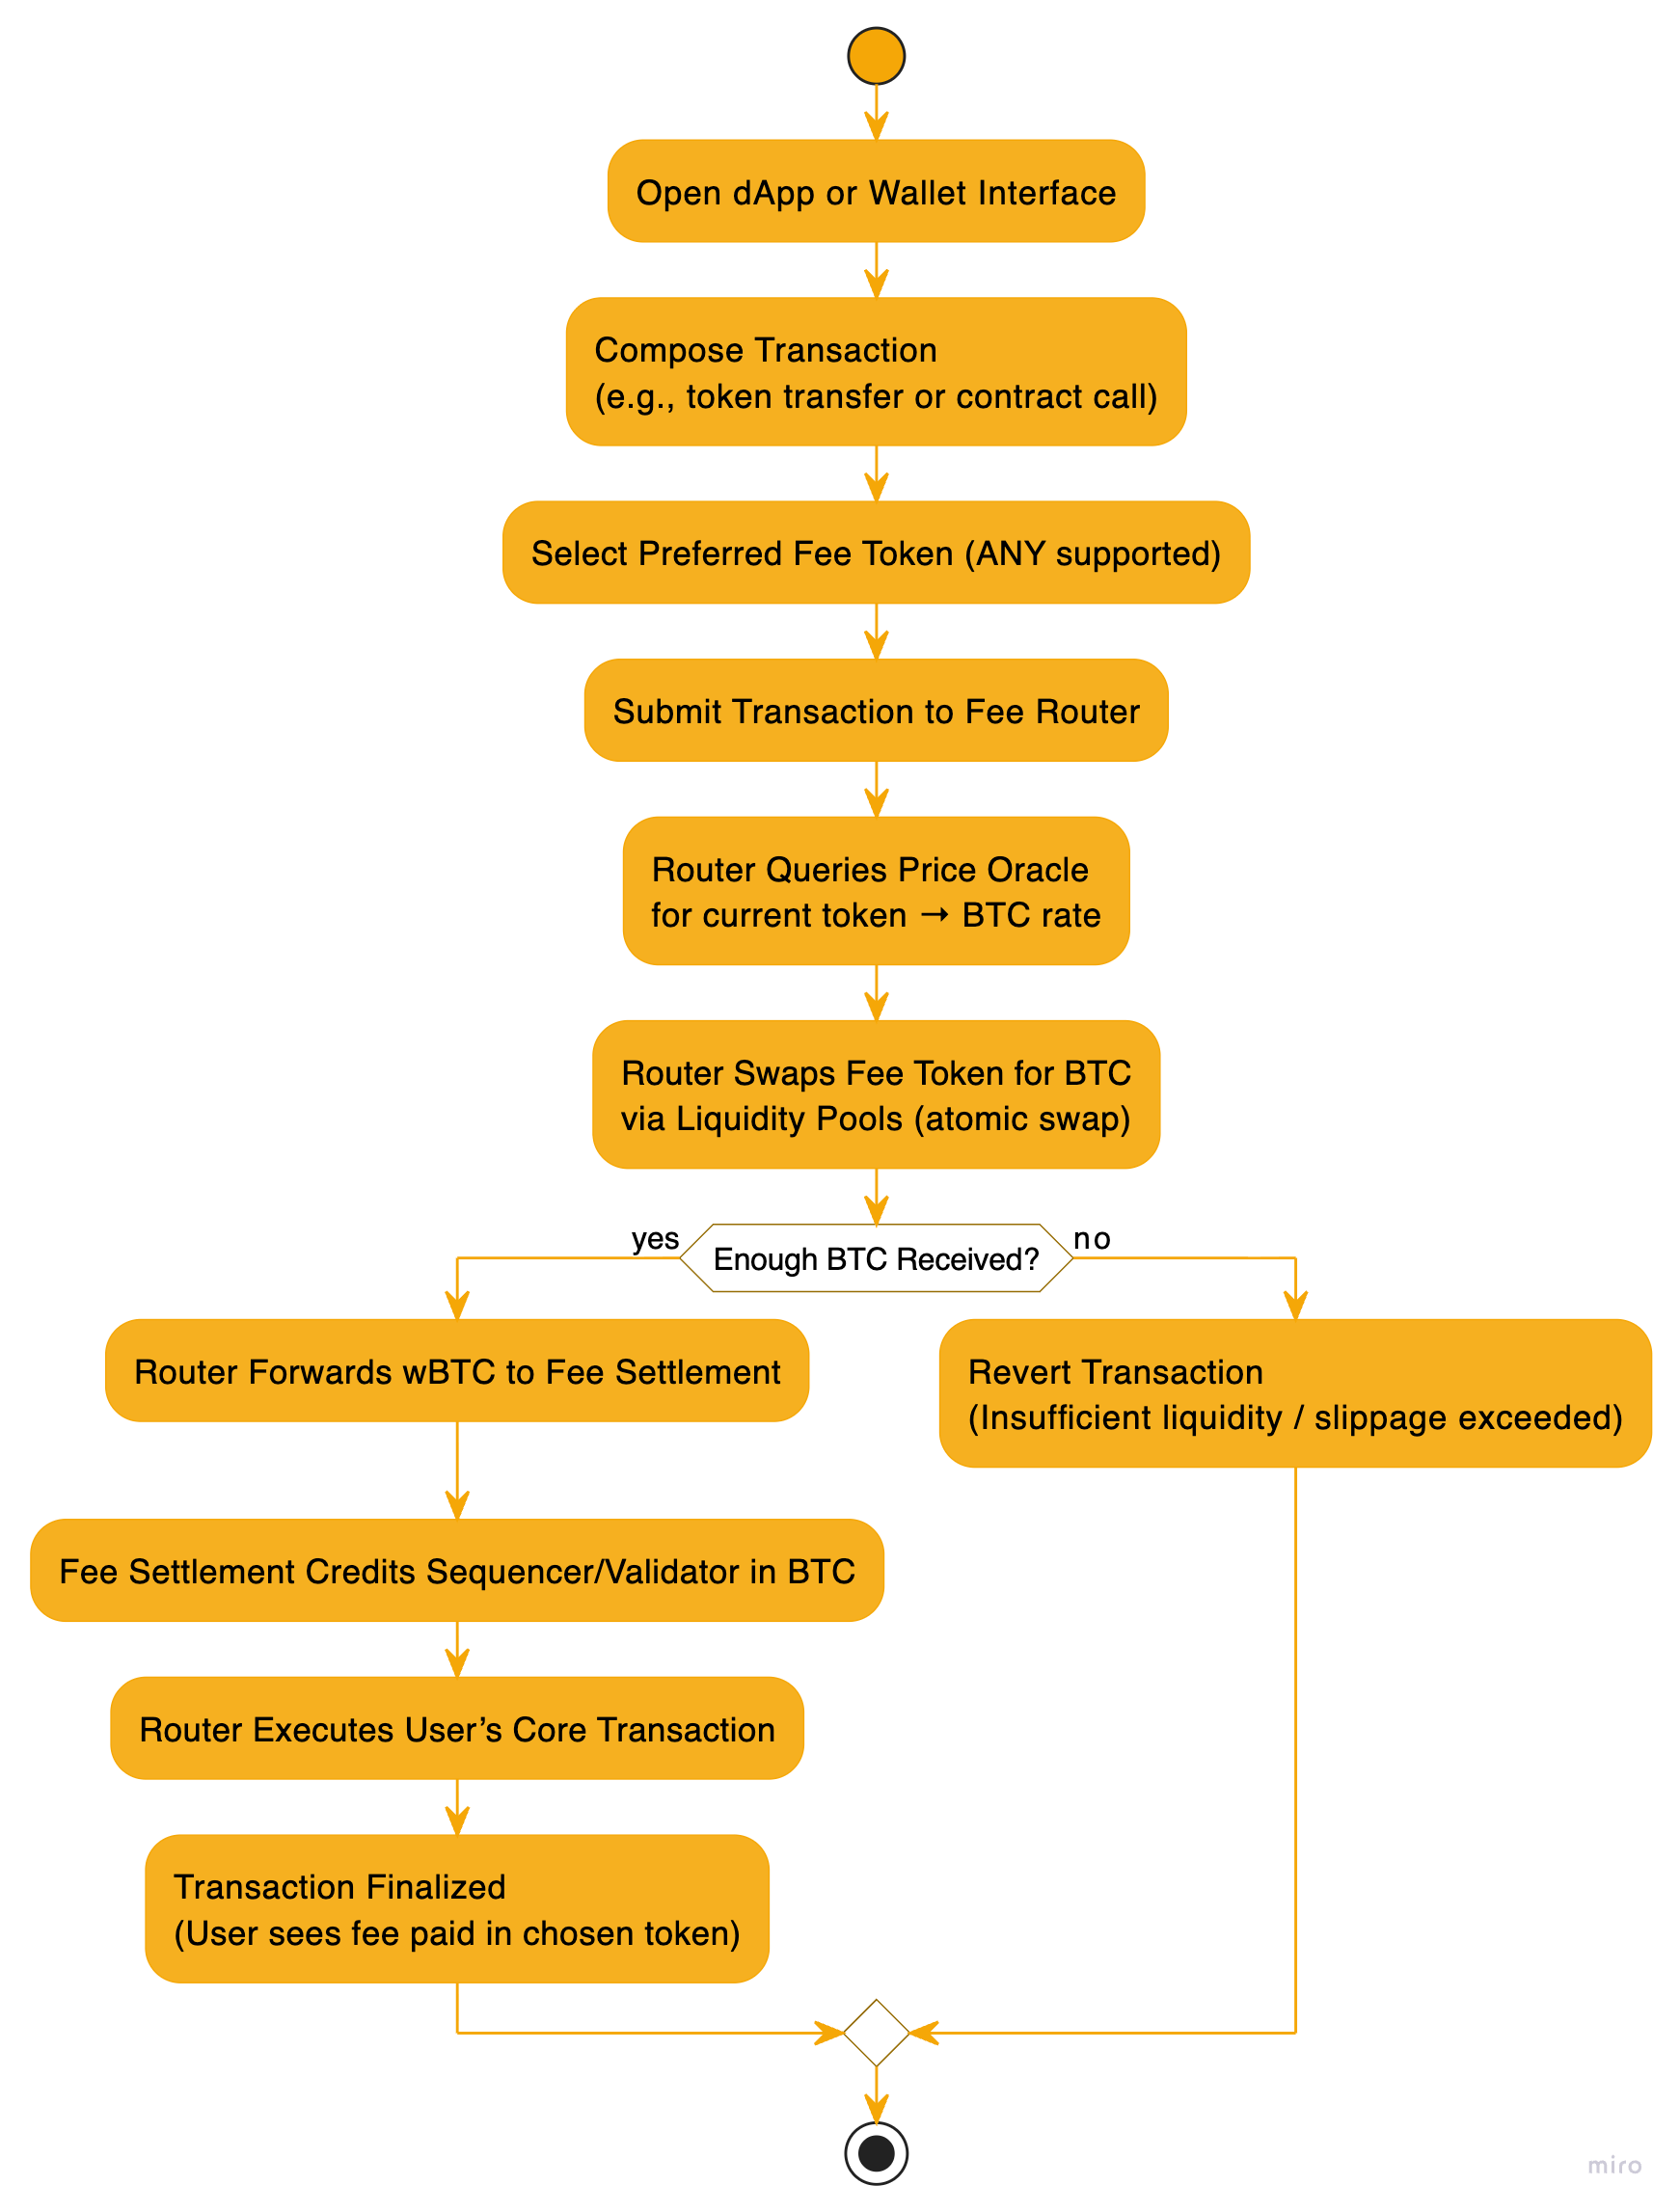 Open dApp or Wallet Interface
Compose Transaction
(e.g., token transfer or contract call)
Select Preferred Fee Token (ANY supported)
Submit Transaction to Fee Router
Router Queries Price Oracle
for current token → BTC rate
Router Swaps Fee Token for BTC
via Liquidity Pools (atomic swap)
Enough BTC Received?
yes
no
Router Forwards wBTC to Fee Settlement
Fee Settlement Credits Sequencer/Validator in BTC
Router Executes User’s Core Transaction
Transaction Finalized
(User sees fee paid in chosen token)
Revert Transaction
(Insufficient liquidity / slippage exceeded)
miro